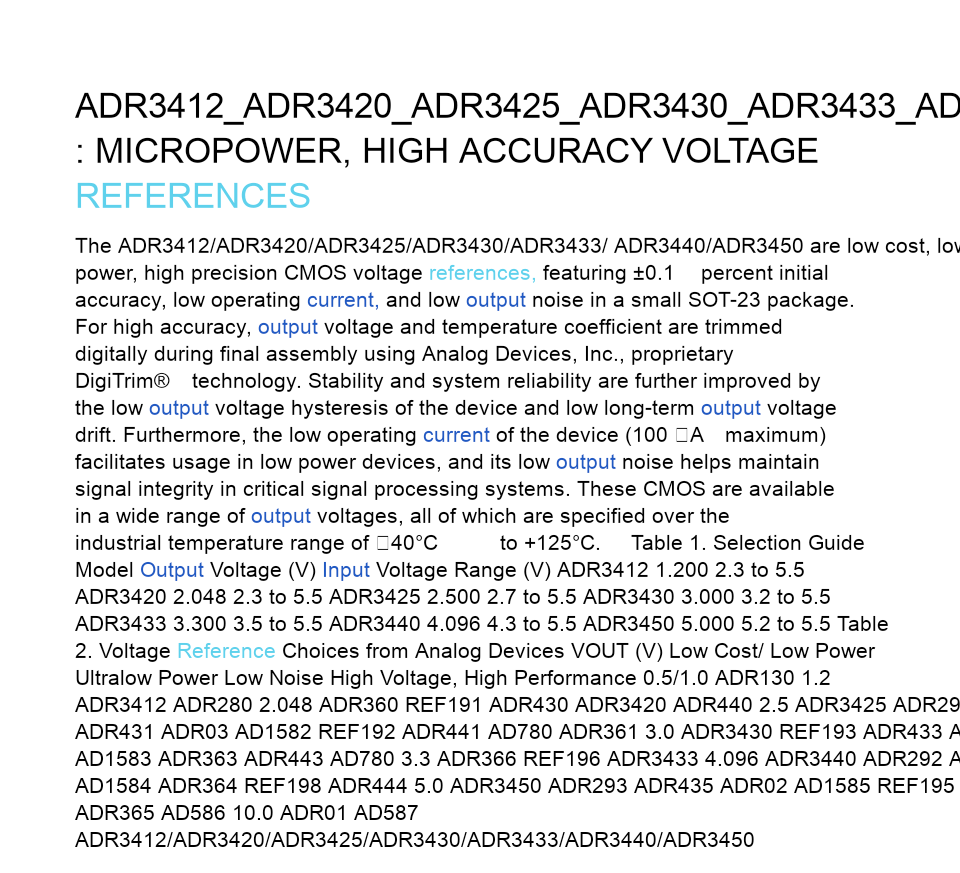 ADR3412_ADR3420_ADR3425_ADR3430_ADR3433_AD
: MICROPOWER, HIGH ACCURACY VOLTAGE
REFERENCES
The ADR3412/ADR3420/ADR3425/ADR3430/ADR3433/ ADR3440/ADR3450 are low cost, low
power, high precision CMOS voltage references, featuring ±0.1 percent initial
accuracy, low operating current, and low output noise in a small SOT-23 package.
For high accuracy, output voltage and temperature coefficient are trimmed
digitally during final assembly using Analog Devices, Inc., proprietary
DigiTrim® technology. Stability and system reliability are further improved by
the low output voltage hysteresis of the device and low long-term output voltage
drift. Furthermore, the low operating current of the device (100 □A maximum)
facilitates usage in low power devices, and its low output noise helps maintain
signal integrity in critical signal processing systems. These CMOS are available
in a wide range of output voltages, all of which are specified over the
industrial temperature range of □40°C to +125°C. Table 1. Selection Guide
Model Output Voltage (V) Input Voltage Range (V) ADR3412 1.200 2.3 to 5.5
ADR3420 2.048 2.3 to 5.5 ADR3425 2.500 2.7 to 5.5 ADR3430 3.000 3.2 to 5.5
ADR3433 3.300 3.5 to 5.5 ADR3440 4.096 4.3 to 5.5 ADR3450 5.000 5.2 to 5.5 Table
2. Voltage Reference Choices from Analog Devices VOUT (V) Low Cost/ Low Power
Ultralow Power Low Noise High Voltage, High Performance 0.5/1.0 ADR130 1.2
ADR3412 ADR280 2.048 ADR360 REF191 ADR430 ADR3420 ADR440 2.5 ADR3425 ADR29
ADR431 ADR03 AD1582 REF192 ADR441 AD780 ADR361 3.0 ADR3430 REF193 ADR433 A
AD1583 ADR363 ADR443 AD780 3.3 ADR366 REF196 ADR3433 4.096 ADR3440 ADR292 A
AD1584 ADR364 REF198 ADR444 5.0 ADR3450 ADR293 ADR435 ADR02 AD1585 REF195
ADR365 AD586 10.0 ADR01 AD587
ADR3412/ADR3420/ADR3425/ADR3430/ADR3433/ADR3440/ADR3450